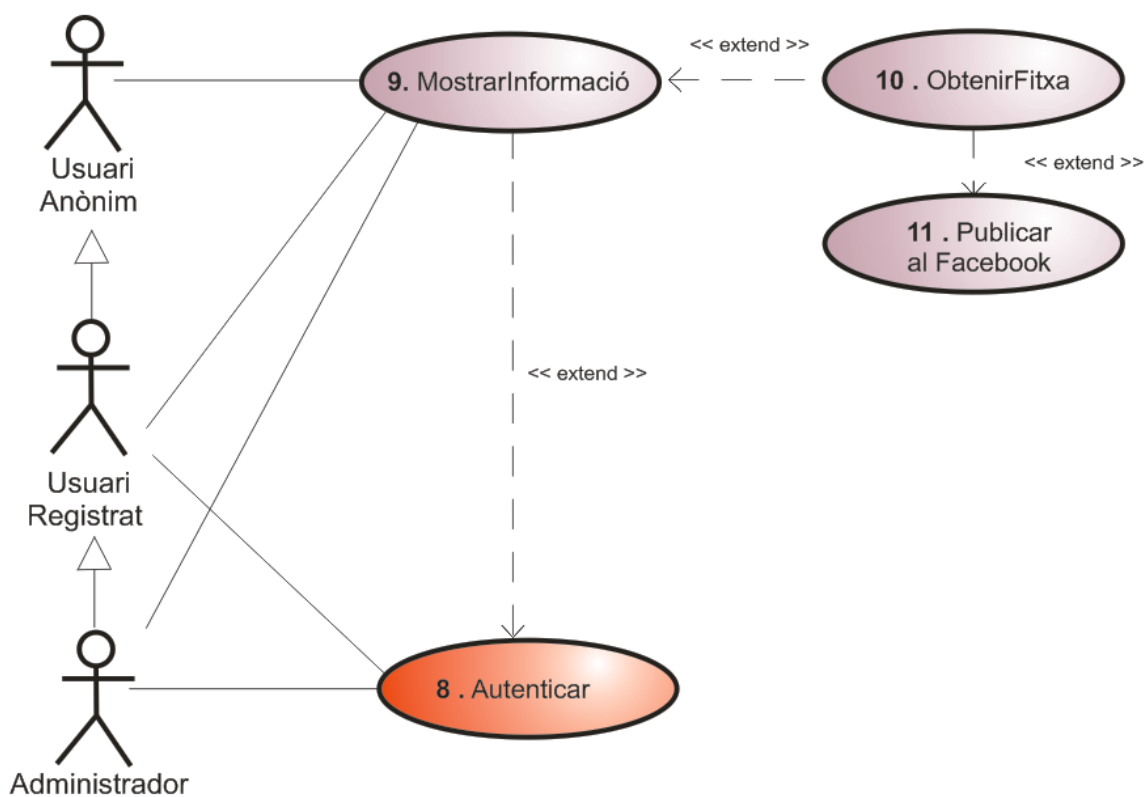 << extend >>
9. MostrarInformació
10 . ObtenirFitxa
Usuari
Anònim
<< extend >>
11 . Publicar
al Facebook
<< extend >>
Usuari
Registrat
8 . Autenticar
Administrador